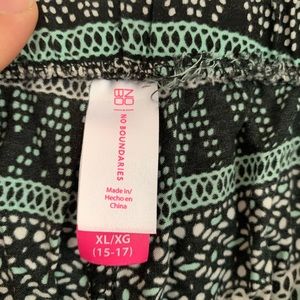 NO
BO
NO BOUNDARIES
Made in/
Hecho en
China
XL/XG
(15-17)